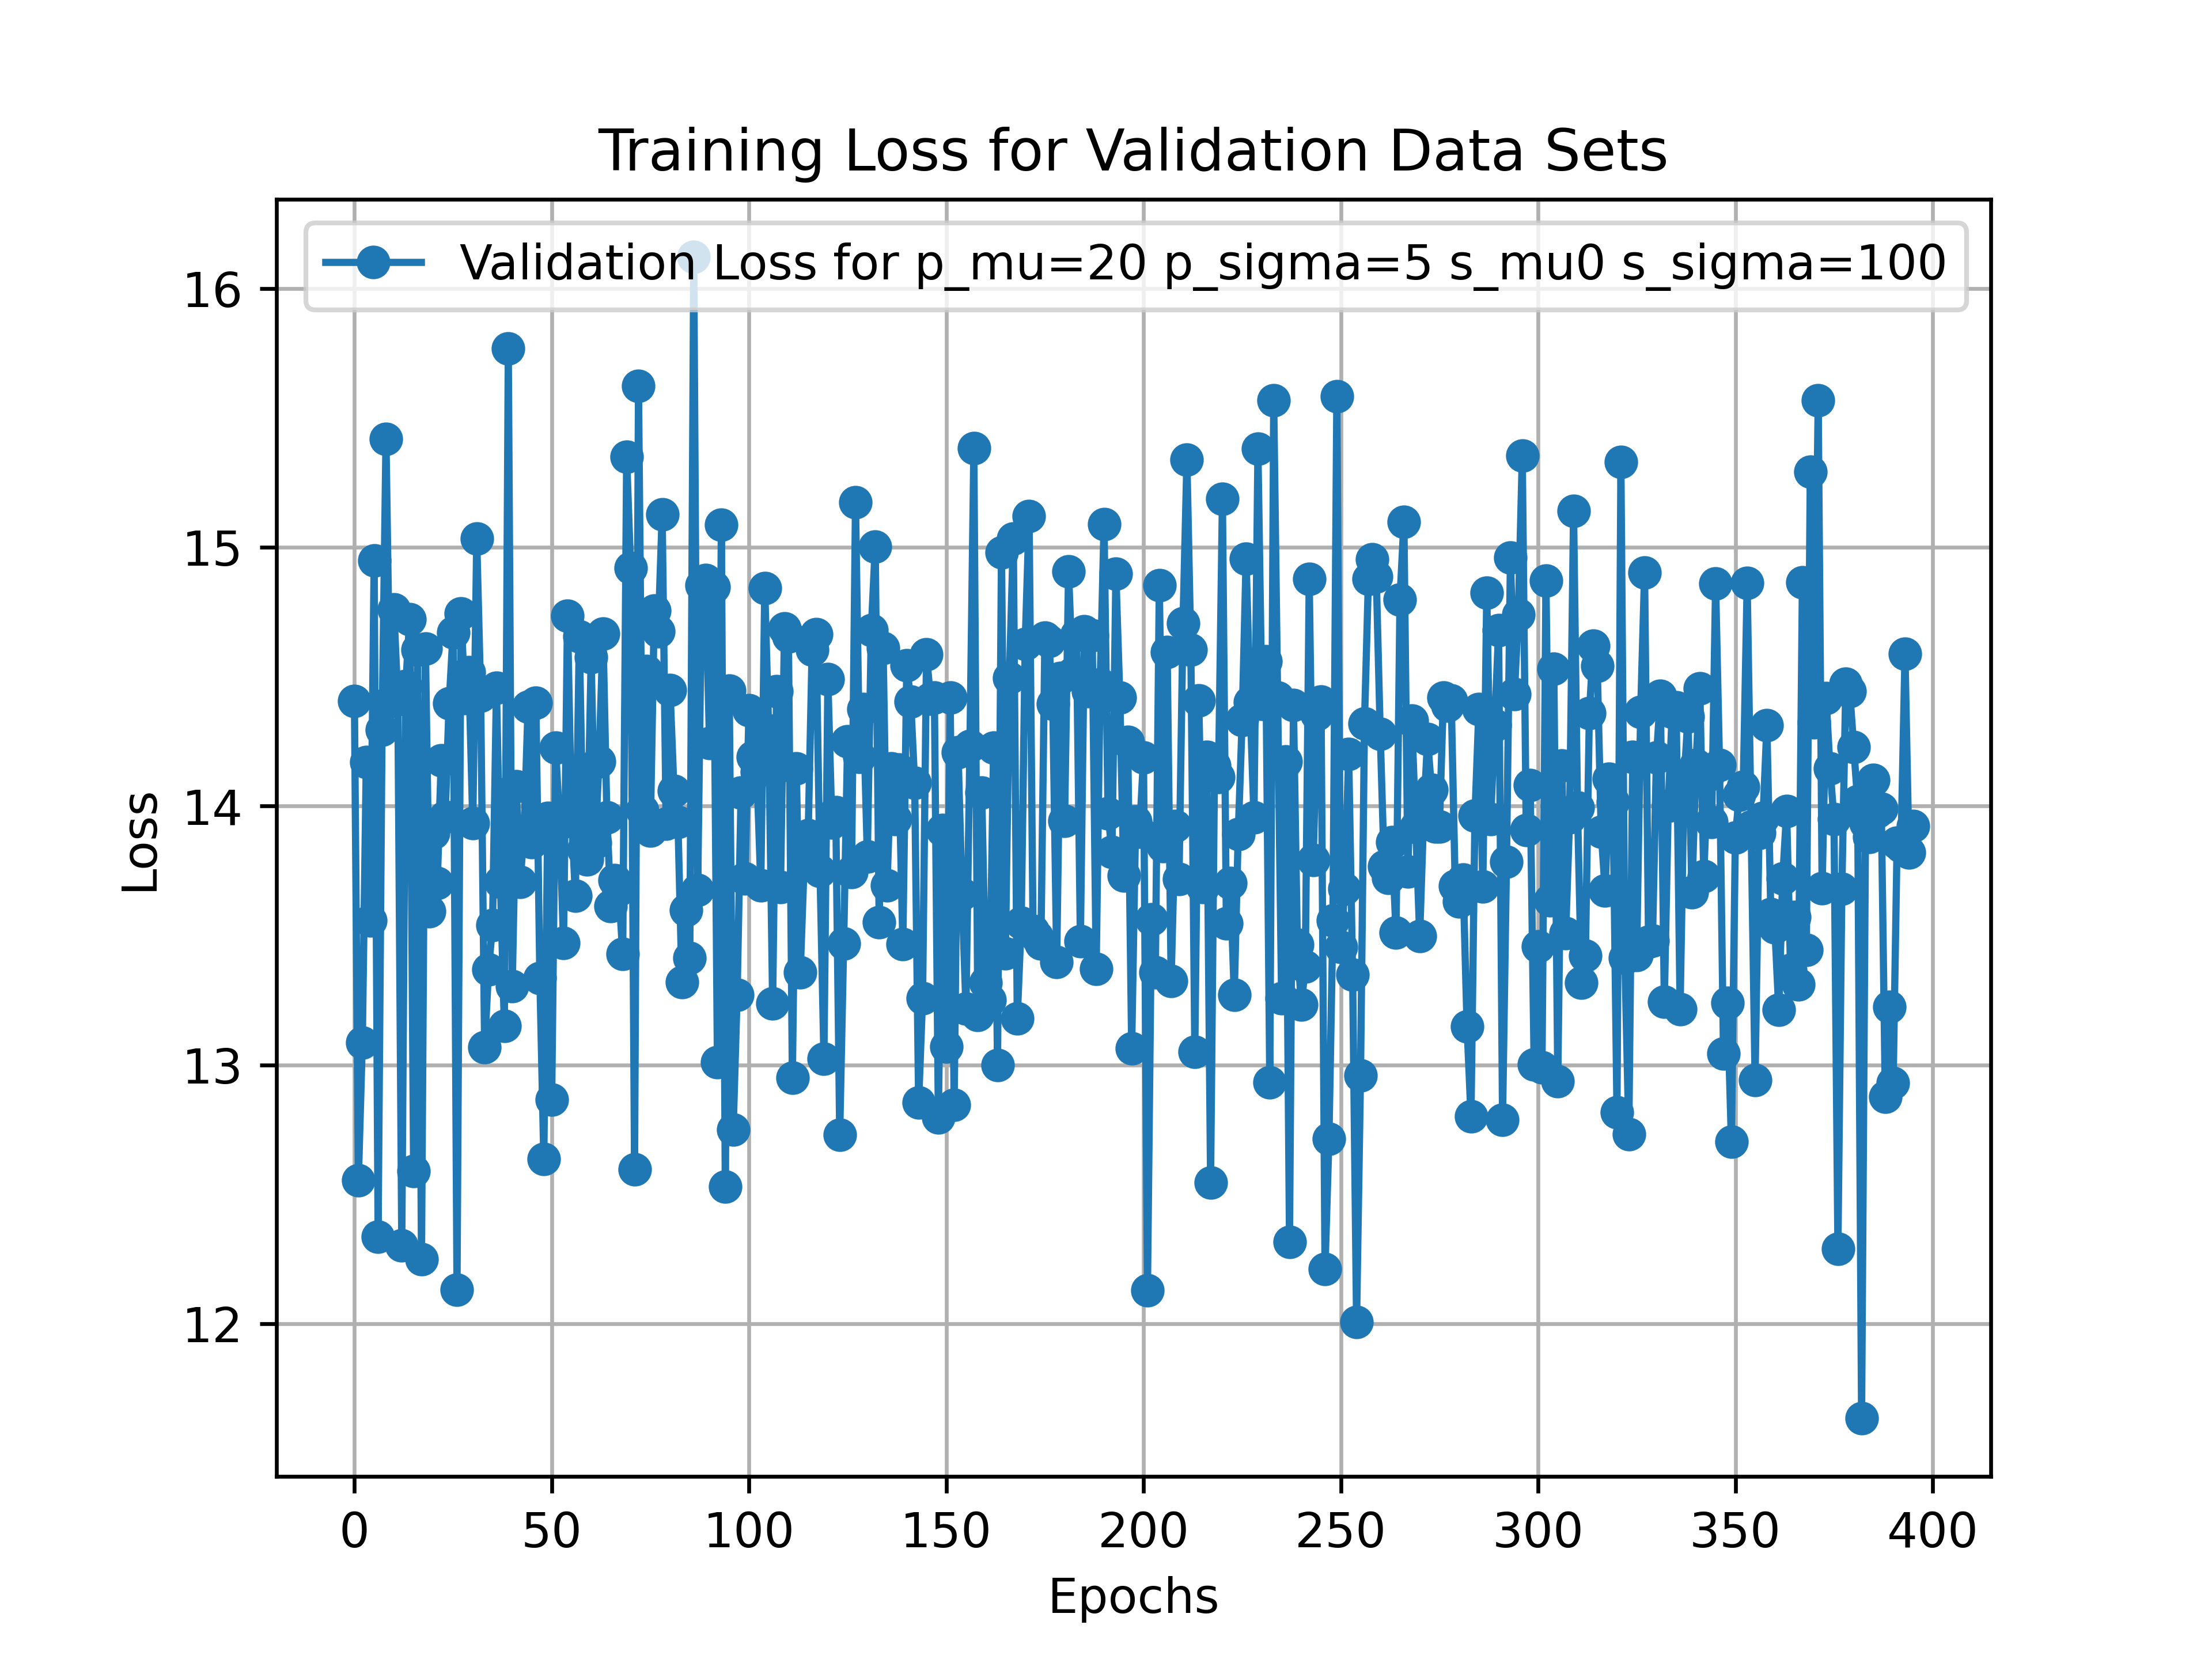 Training Loss for Validation Data Sets
Validation Loss for p_mu=20 p_sigma=5 s_mu0 s_sigma=100
16
15
14
13
12
Loss
0 50 100 150 200 250 300 350 400
Epochs